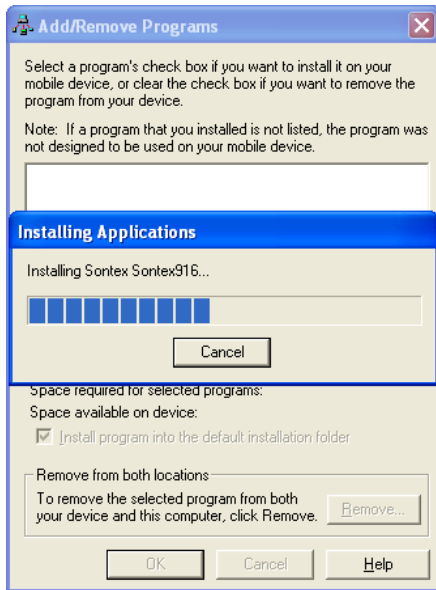 Add/Remove Programs
Select a program's check box if you want to install it on your
mobile device, or clear the check box if you want to remove the
program from your device.
Note: If a program that you installed is not listed, the program was
not designed to be used on your mobile device.
Installing Applications
Installing Sontex Sontex916...
Cancel
Space required for selected programs:
Space available on device:
Install program into the default installation folder
Remove from both locations
To remove the selected program from both
your device and this computer, click Remove.
Remove...
OK
Cancel
Help